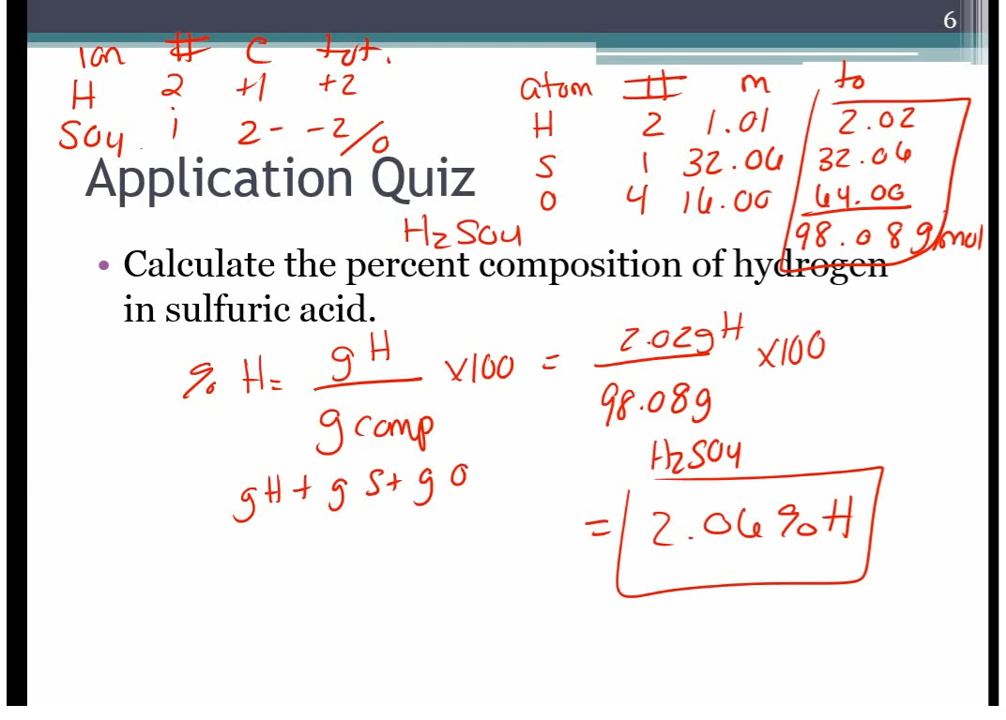 6
Ion # C tot.
H 2 +1 +2
SO4 1 2- -2/0
atom # m to
H 2 1.01 2.02
S 1 32.06 32.06
O 4 16.00 64.00
98.08 g/mol
Application Quiz
H2SO4
• Calculate the percent composition of hydrogen
in sulfuric acid.
% H = g H / g comp x100 = 2.02g H / 98.08g H2SO4 x100
gH + g S + g O
= 2.06 % H